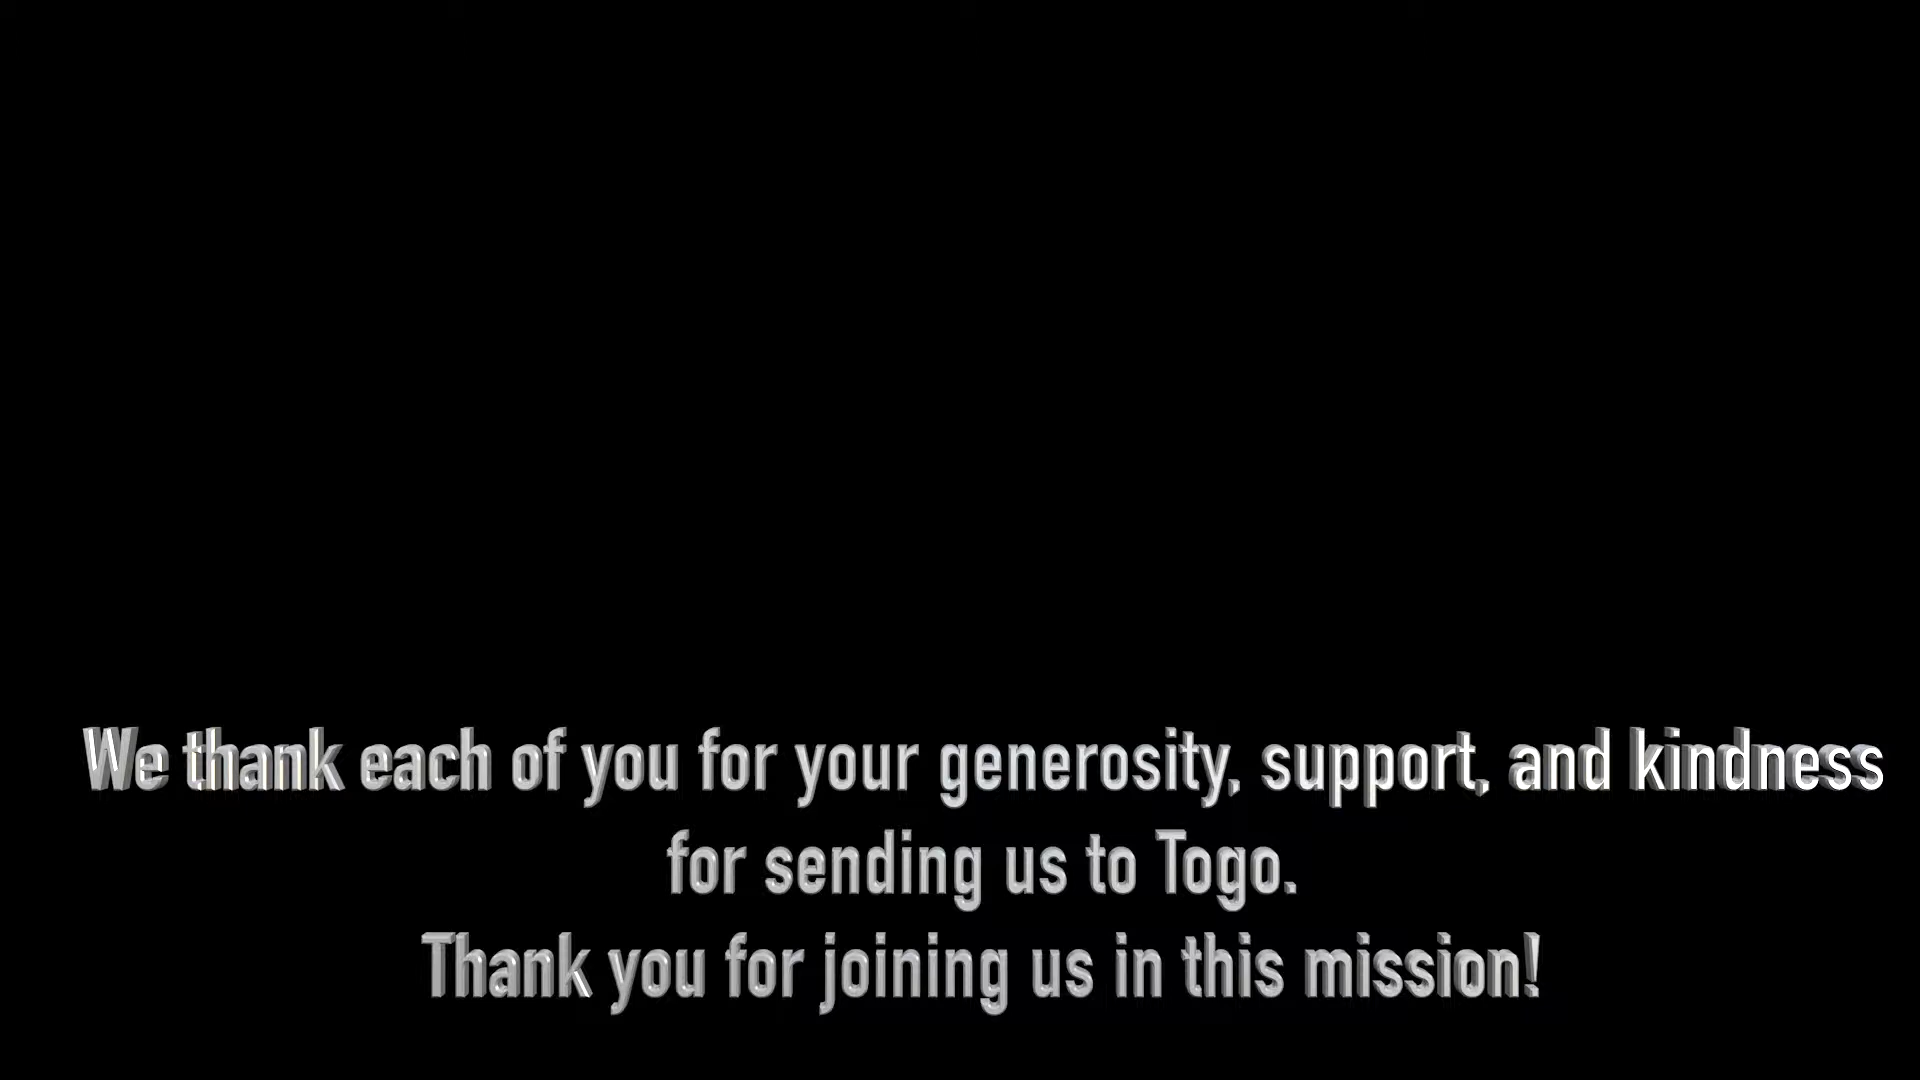 We thank each of you for your generosity, support, and kindness
for sending us to Togo.
Thank you for joining us in this mission!